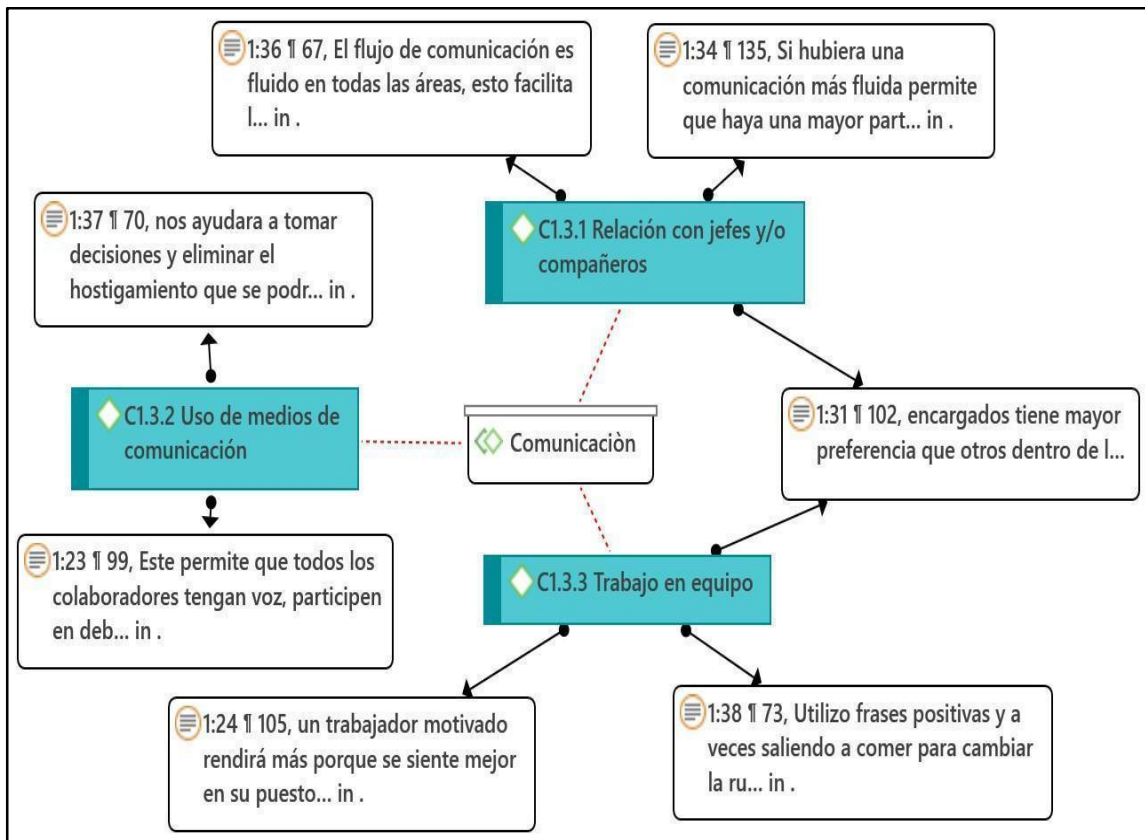 1:36 ¶ 67, El flujo de comunicación es
fluido en todas las áreas, esto facilita
l... in .
1:34 ¶ 135, Si hubiera una
comunicación más fluida permite
que haya una mayor part... in .
1:37 ¶ 70, nos ayudara a tomar
decisiones y eliminar el
hostigamiento que se podr... in .
C1.3.1 Relación con jefes y/o
compañeros
C1.3.2 Uso de medios de
comunicación
Comunicaciòn
1:31 ¶ 102, encargados tiene mayor
preferencia que otros dentro de l...
1:23 ¶ 99, Este permite que todos los
colaboradores tengan voz, participen
en deb... in .
C1.3.3 Trabajo en equipo
1:24 ¶ 105, un trabajador motivado
rendirá más porque se siente mejor
en su puesto... in .
1:38 ¶ 73, Utilizo frases positivas y a
veces saliendo a comer para cambiar
la ru... in .